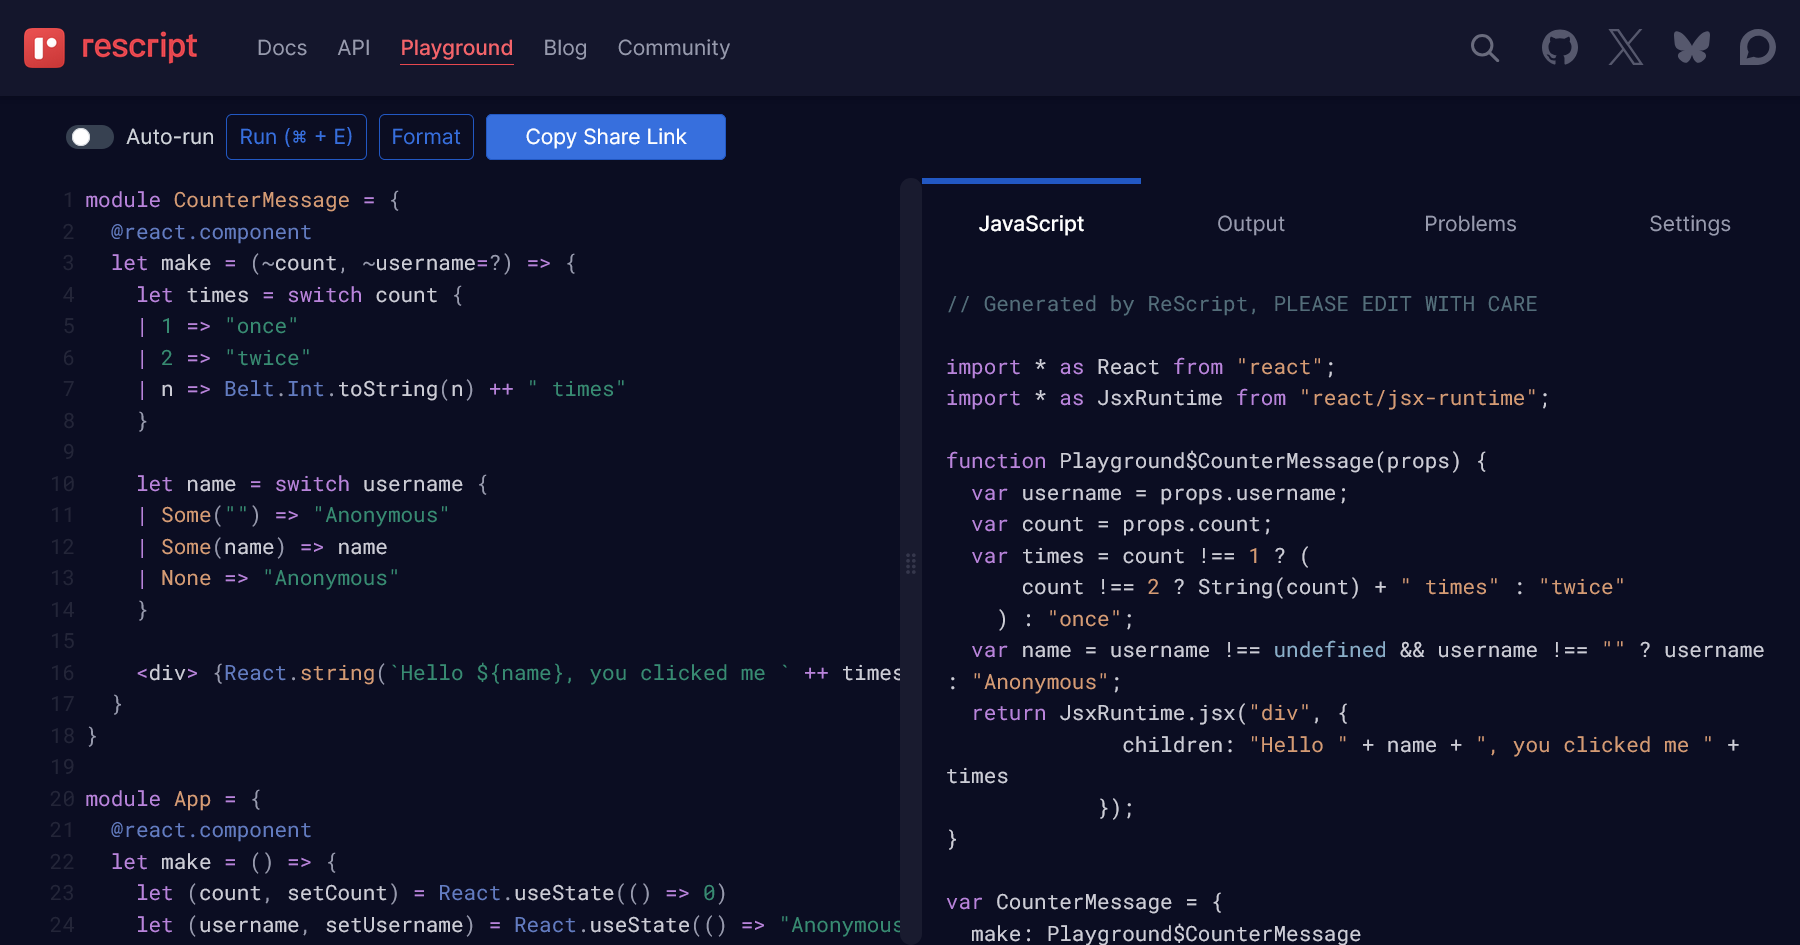 rescript Docs API Playground Blog Community
Auto-run Run (⌘ + E) Format Copy Share Link
1 module CounterMessage = {
2   @react.component
3   let make = (~count, ~username=?) => {
4     let times = switch count {
5     | 1 => "once"
6     | 2 => "twice"
7     | n => Belt.Int.toString(n) ++ " times"
8     }
9
10     let name = switch username {
11     | Some("") => "Anonymous"
12     | Some(name) => name
13     | None => "Anonymous"
14     }
15
16     <div> {React.string(`Hello ${name}, you clicked me ` ++ times
17   }
18 }
19
20 module App = {
21   @react.component
22   let make = () => {
23     let (count, setCount) = React.useState(() => 0)
24     let (username, setUsername) = React.useState(() => "Anonymous
JavaScript Output Problems Settings
// Generated by ReScript, PLEASE EDIT WITH CARE
import * as React from "react";
import * as JsxRuntime from "react/jsx-runtime";
function Playground$CounterMessage(props) {
  var username = props.username;
  var count = props.count;
  var times = count !== 1 ? (
      count !== 2 ? String(count) + " times" : "twice"
    ) : "once";
  var name = username !== undefined && username !== "" ? username
: "Anonymous";
  return JsxRuntime.jsx("div", {
              children: "Hello " + name + ", you clicked me " +
times
            });
}
var CounterMessage = {
  make: Playground$CounterMessage